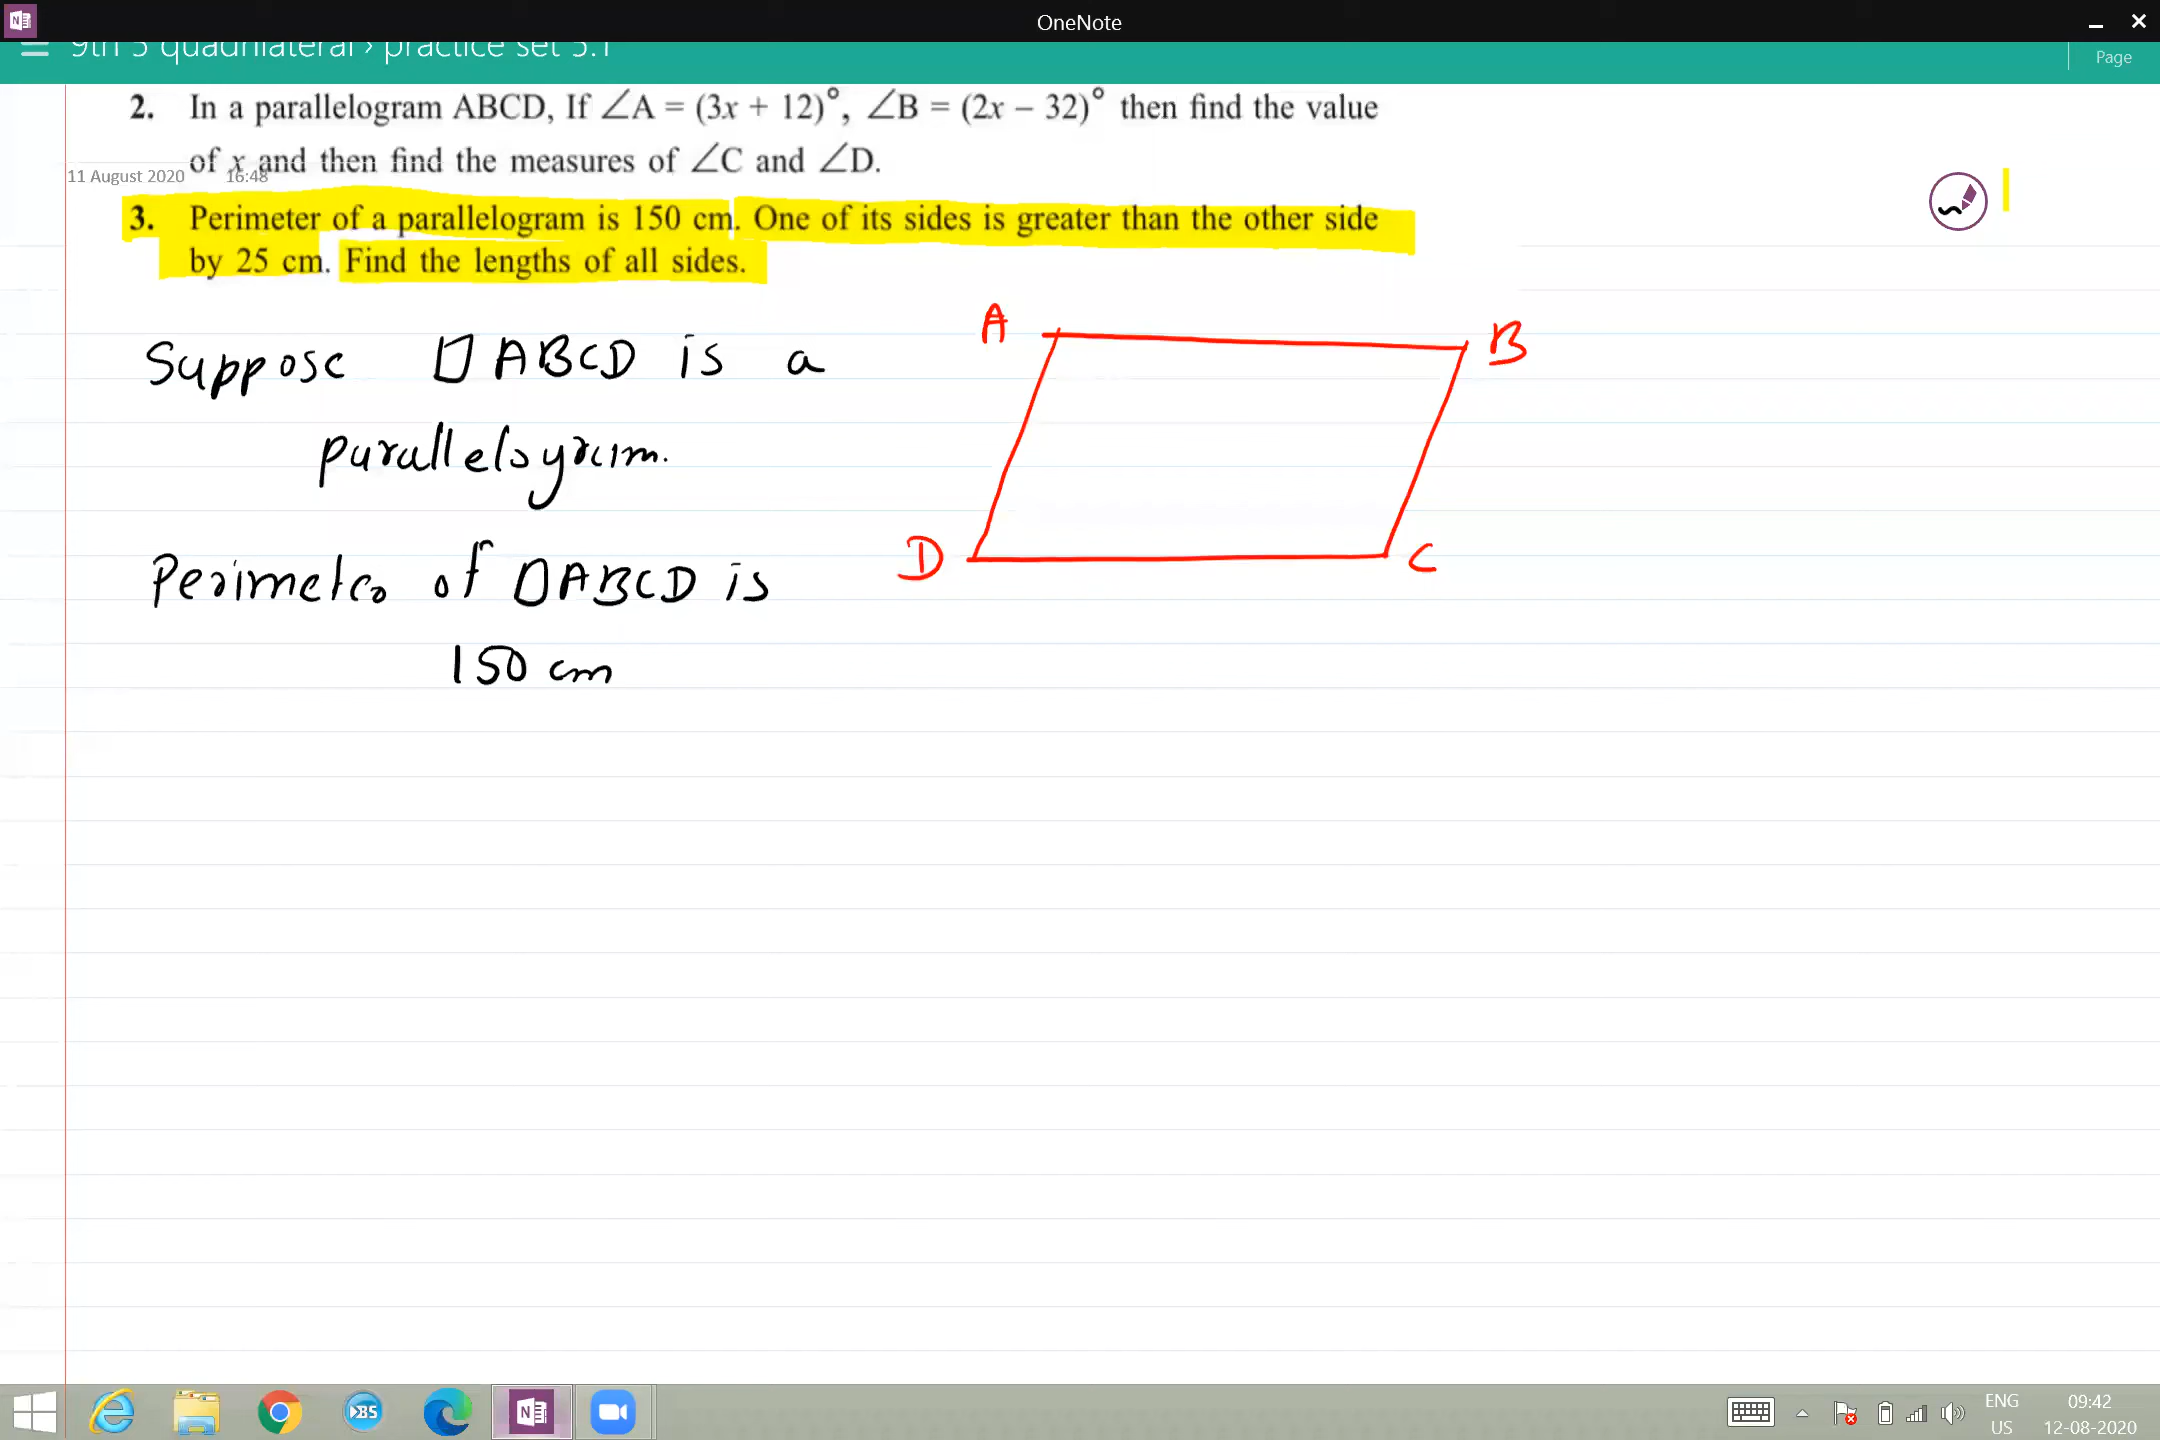 OneNote
9th 5 quadrilateral › practice set 5.1
Page
2. In a parallelogram ABCD, If ∠A = (3x + 12)°, ∠B = (2x – 32)° then find the value
of x and then find the measures of ∠C and ∠D.
11 August 2020 16:48
3. Perimeter of a parallelogram is 150 cm. One of its sides is greater than the other side
by 25 cm. Find the lengths of all sides.
A
B
Suppose □ ABCD is a
parallelogram.
D
C
Perimeter of □ABCD is
150 cm
ENG
US
09:42
12-08-2020